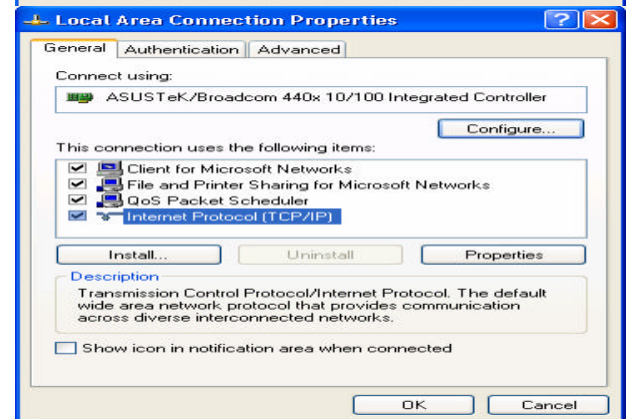 Local Area Connection Properties
General Authentication Advanced
Connect using:
ASUSTeK/Broadcom 440x 10/100 Integrated Controller
Configure...
This connection uses the following items:
Client for Microsoft Networks
File and Printer Sharing for Microsoft Networks
QoS Packet Scheduler
Internet Protocol (TCP/IP)
Install... Uninstall Properties
Description
Transmission Control Protocol/Internet Protocol. The default
wide area network protocol that provides communication
across diverse interconnected networks.
Show icon in notification area when connected
OK Cancel